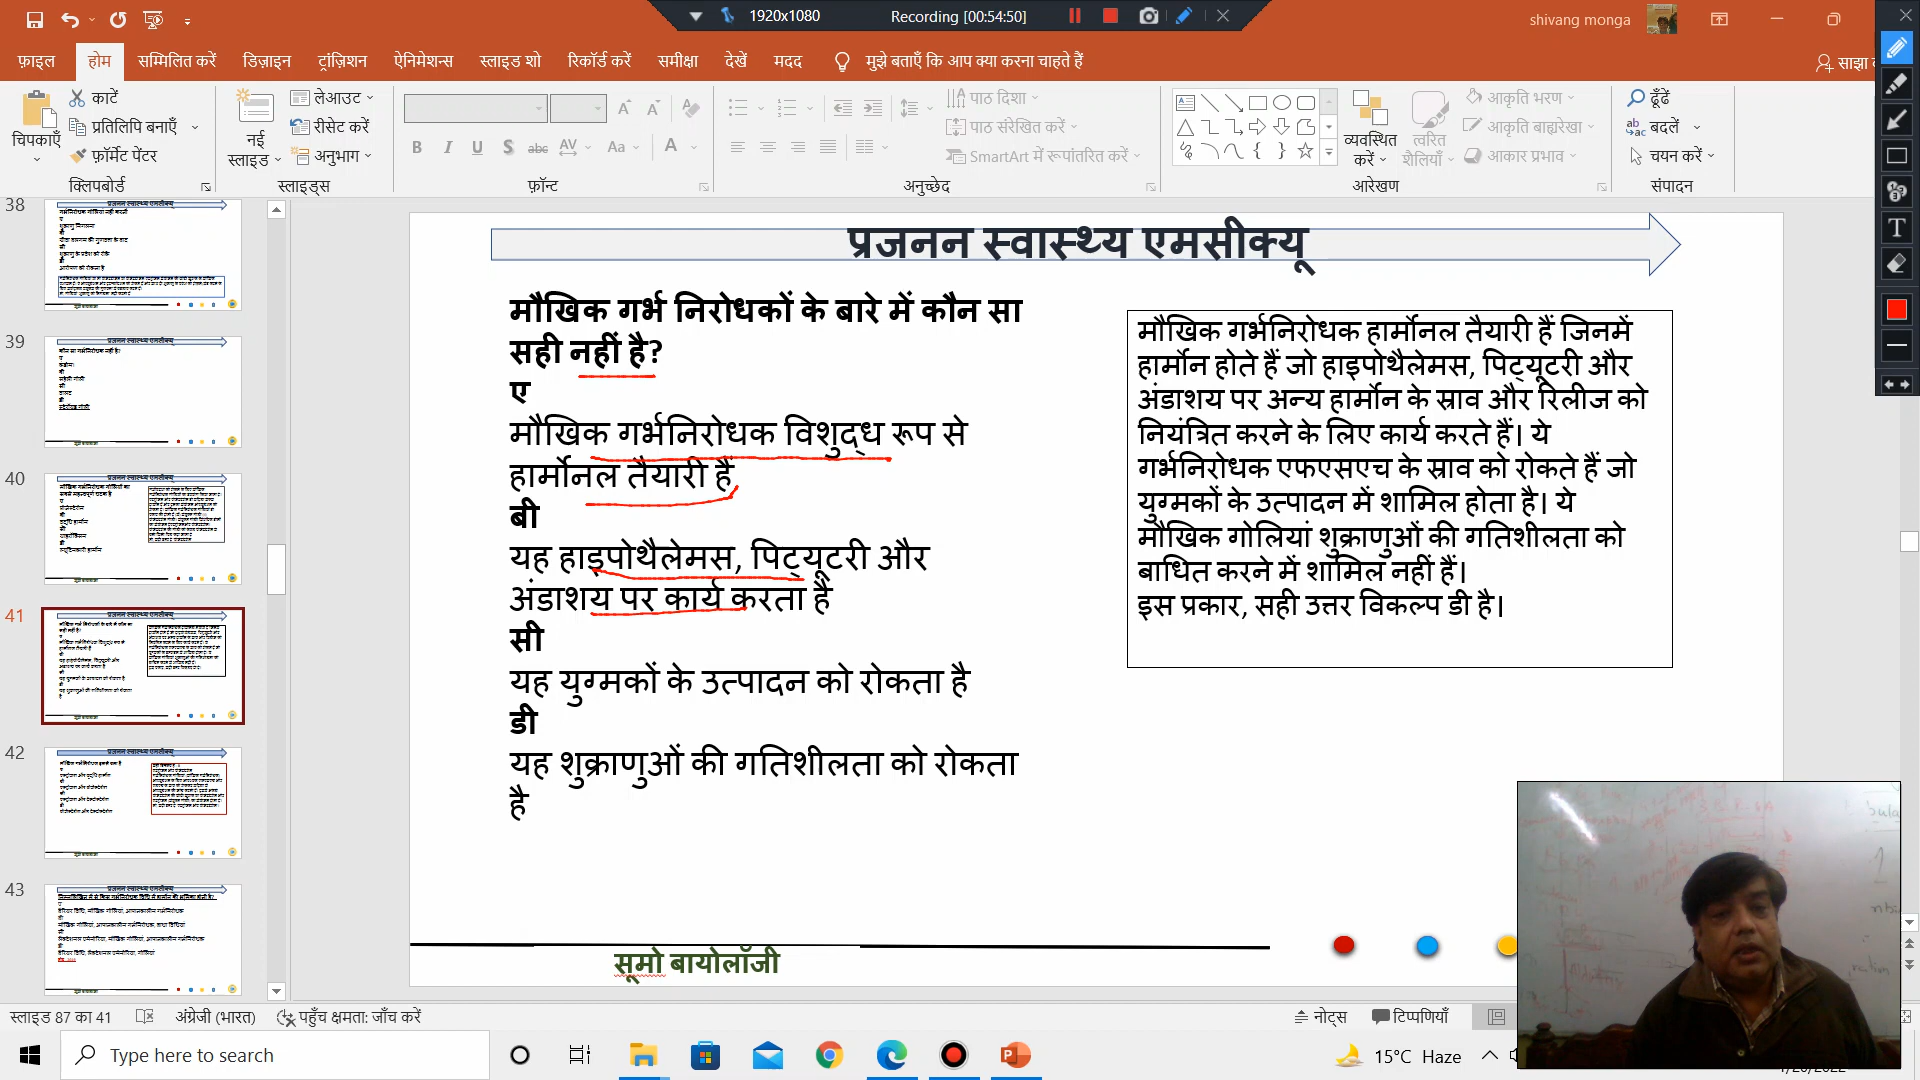 1920x1080
Recording [00:54:50]
shivang monga
फ़ाइल होम सम्मिलित करें डिज़ाइन ट्रांज़िशन ऐनिमेशन्स स्लाइड शो रिकॉर्ड करें समीक्षा देखें मदद मुझे बताएँ कि आप क्या करना चाहते हैं
चिपकाएँ
काटें
प्रतिलिपि बनाएँ
फ़ॉर्मेट पेंटर
क्लिपबोर्ड
नई स्लाइड
लेआउट
रीसेट करें
अनुभाग
स्लाइड्स
फ़ॉन्ट
पाठ दिशा
पाठ संरेखित करें
SmartArt में रूपांतरित करें
अनुच्छेद
व्यवस्थित करें
त्वरित शैलियाँ
आकृति भरण
आकृति बाह्यरेखा
आकार प्रभाव
आरेखण
ढूँढें
बदलें
चयन करें
संपादन
38
39
40
41
42
43
प्रजनन स्वास्थ्य एमसीक्यू
मौखिक गर्भ निरोधकों के बारे में कौन सा
सही नहीं है?
ए
मौखिक गर्भनिरोधक विशुद्ध रूप से
हार्मोनल तैयारी हैं
बी
यह हाइपोथैलेमस, पिट्यूटरी और
अंडाशय पर कार्य करता है
सी
यह युग्मकों के उत्पादन को रोकता है
डी
यह शुक्राणुओं की गतिशीलता को रोकता
है
मौखिक गर्भनिरोधक हार्मोनल तैयारी हैं जिनमें
हार्मोन होते हैं जो हाइपोथैलेमस, पिट्यूटरी और
अंडाशय पर अन्य हार्मोन के स्राव और रिलीज को
नियंत्रित करने के लिए कार्य करते हैं। ये
गर्भनिरोधक एफएसएच के स्राव को रोकते हैं जो
युग्मकों के उत्पादन में शामिल होता है। ये
मौखिक गोलियां शुक्राणुओं की गतिशीलता को
बाधित करने में शामिल नहीं हैं।
इस प्रकार, सही उत्तर विकल्प डी है।
सूमो बायोलॉजी
स्लाइड 87 का 41 अंग्रेजी (भारत) पहुँच क्षमता: जाँच करें
नोट्स टिप्पणियाँ
Type here to search
15°C Haze